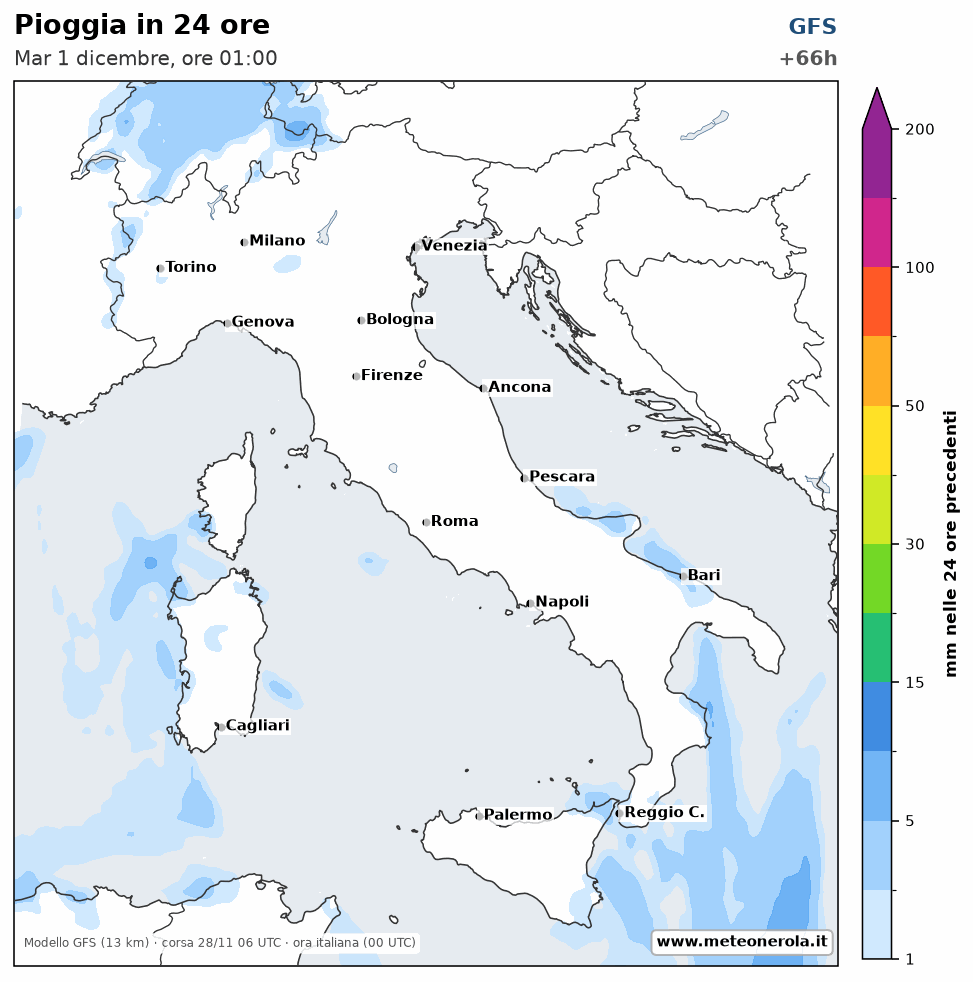 Pioggia in 24 ore
GFS
Mar 1 dicembre, ore 01:00
+66h
200
Milano
Venezia
Torino
100
Genova
Bologna
Firenze
Ancona
50
Pescara
Roma
30
Bari
Napoli
15
Cagliari
Palermo
Reggio C.
5
mm nelle 24 ore precedenti
Modello GFS (13 km) · corsa 28/11 06 UTC · ora italiana (00 UTC)
www.meteonerola.it
1